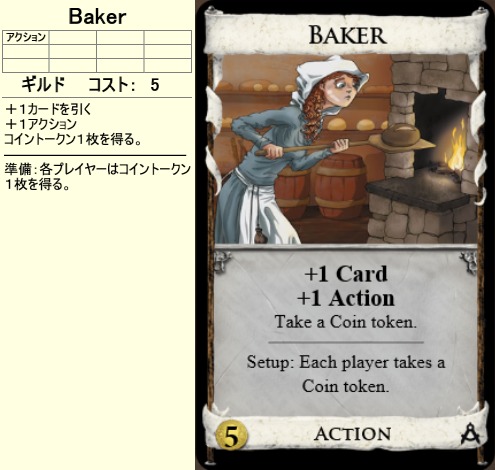 Baker
アクション
ギルド コスト： 5
＋１カードを引く
＋１アクション
コイントークン１枚を得る。
準備：各プレイヤーはコイントークン
１枚を得る。
BAKER
+1 Card
+1 Action
Take a Coin token.
Setup: Each player takes a
Coin token.
5
ACTION